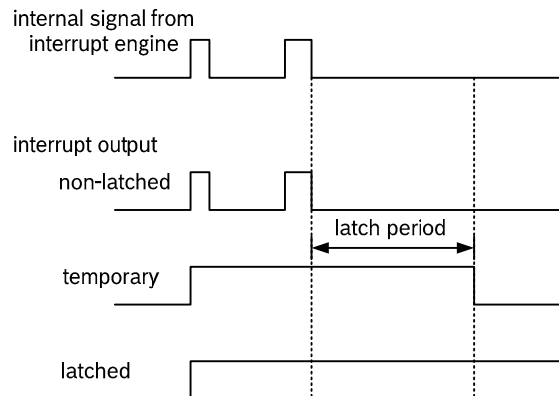 internal signal from
interrupt engine
interrupt output
non-latched
latch period
temporary
latched